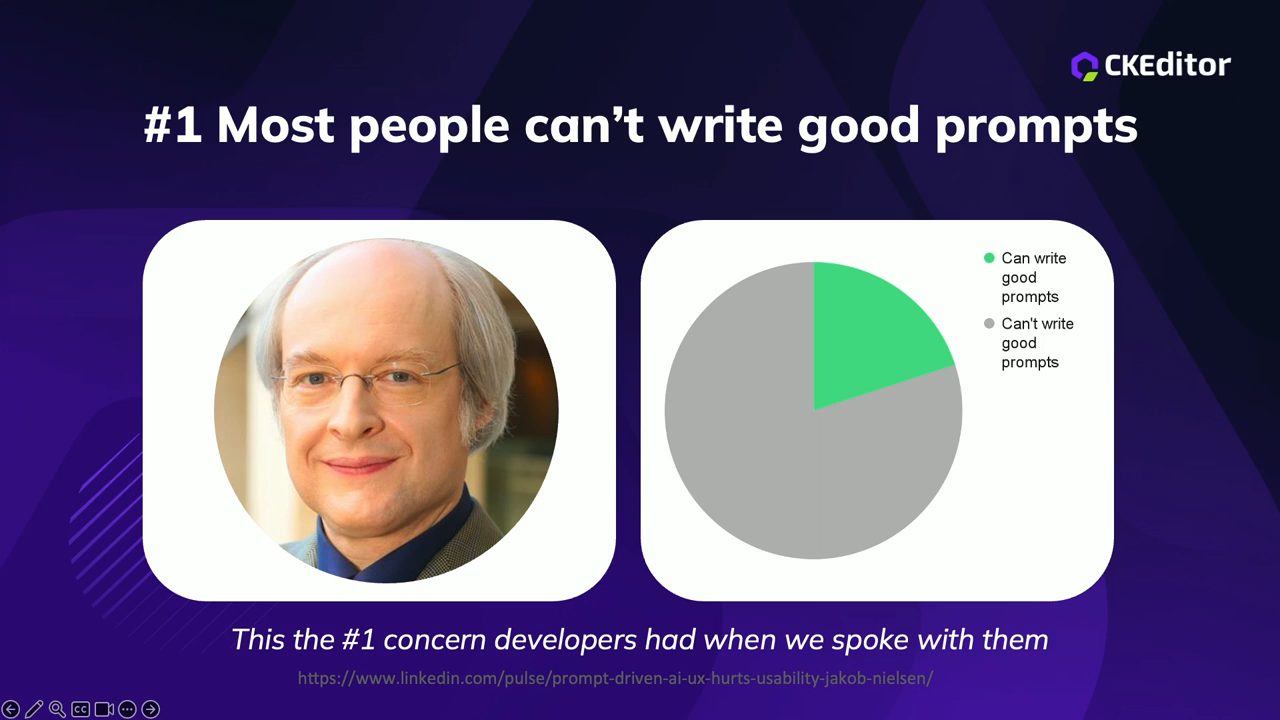 CKEditor
#1 Most people can’t write good prompts
Can write
good
prompts
Can't write
good
prompts
This the #1 concern developers had when we spoke with them
https://www.linkedin.com/pulse/prompt-driven-ai-ux-hurts-usability-jakob-nielsen/
CC